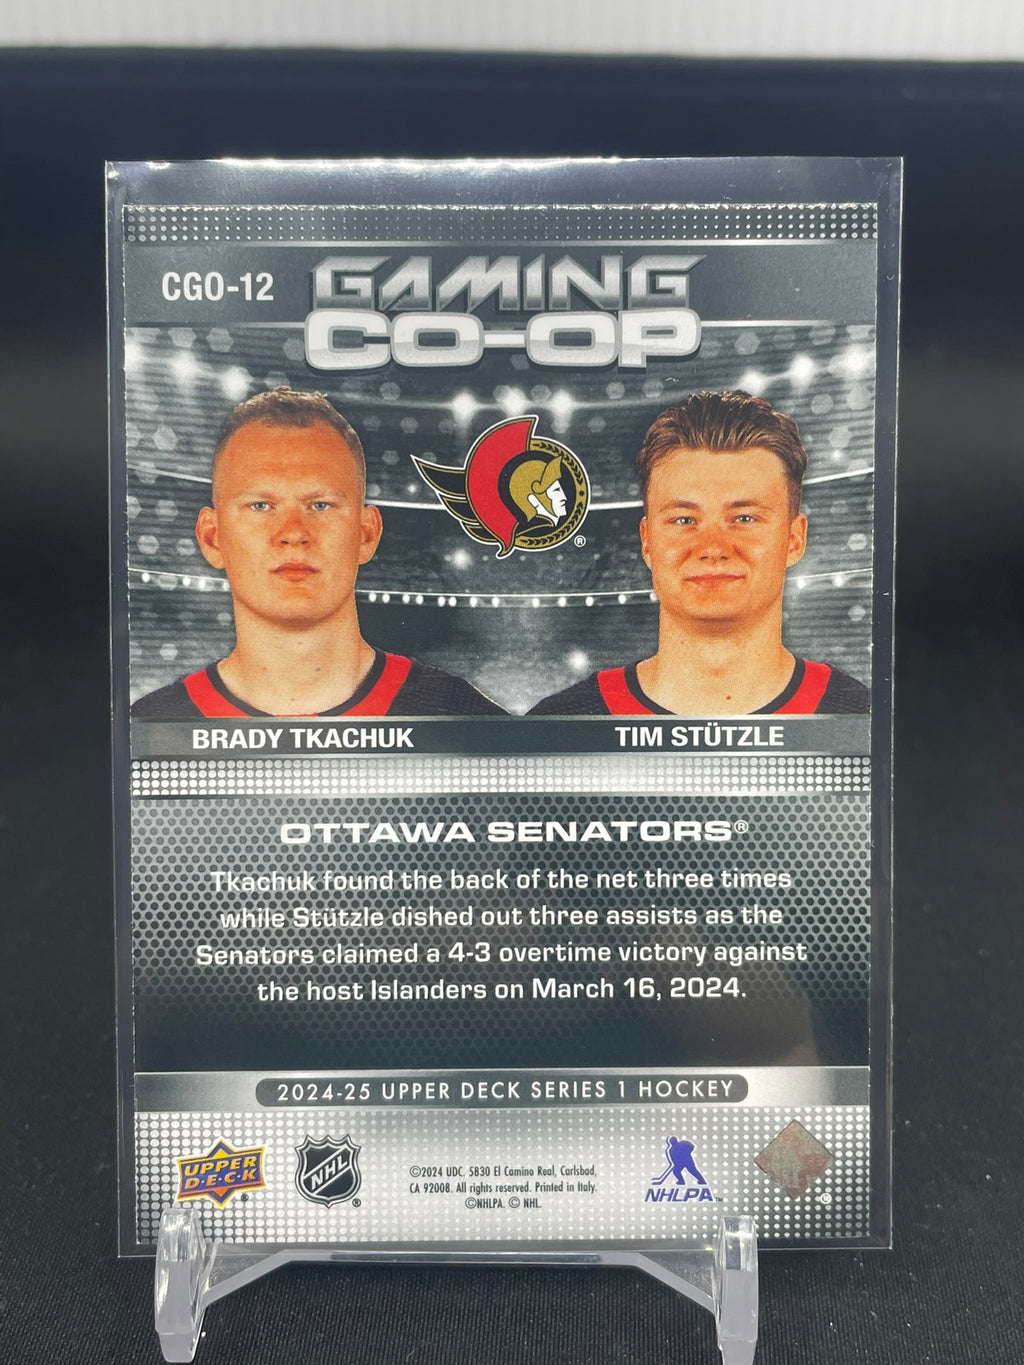 CGO-12
GAMING
CO-OP
®
BRADY TKACHUK
TIM STÜTZLE
OTTAWA SENATORS®
Tkachuk found the back of the net three times
while Stützle dished out three assists as the
Senators claimed a 4-3 overtime victory against
the host Islanders on March 16, 2024.
2024-25 UPPER DECK SERIES 1 HOCKEY
UPPER
D·E·C·K
®
NHL
®
©2024 UDC. 5830 El Camino Real, Carlsbad,
CA 92008. All rights reserved. Printed in Italy.
©NHLPA. © NHL.
NHLPA™
®